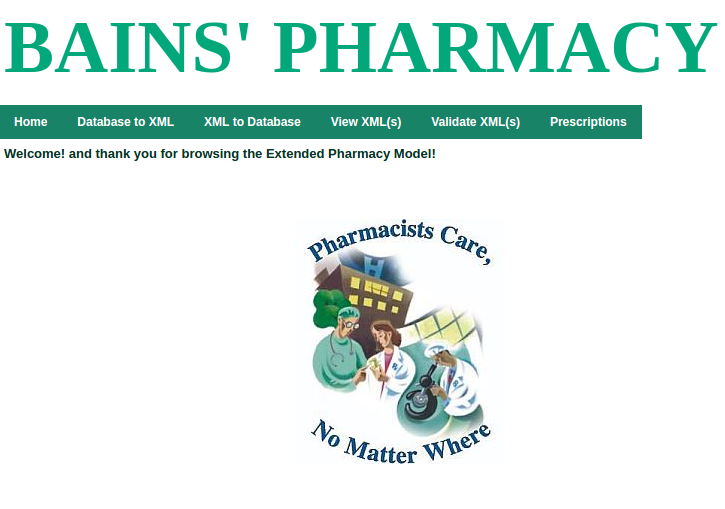 BAINS' PHARMACY
Home Database to XML XML to Database View XML(s) Validate XML(s) Prescriptions
Welcome! and thank you for browsing the Extended Pharmacy Model!
Pharmacists Care,
H
No Matter Where